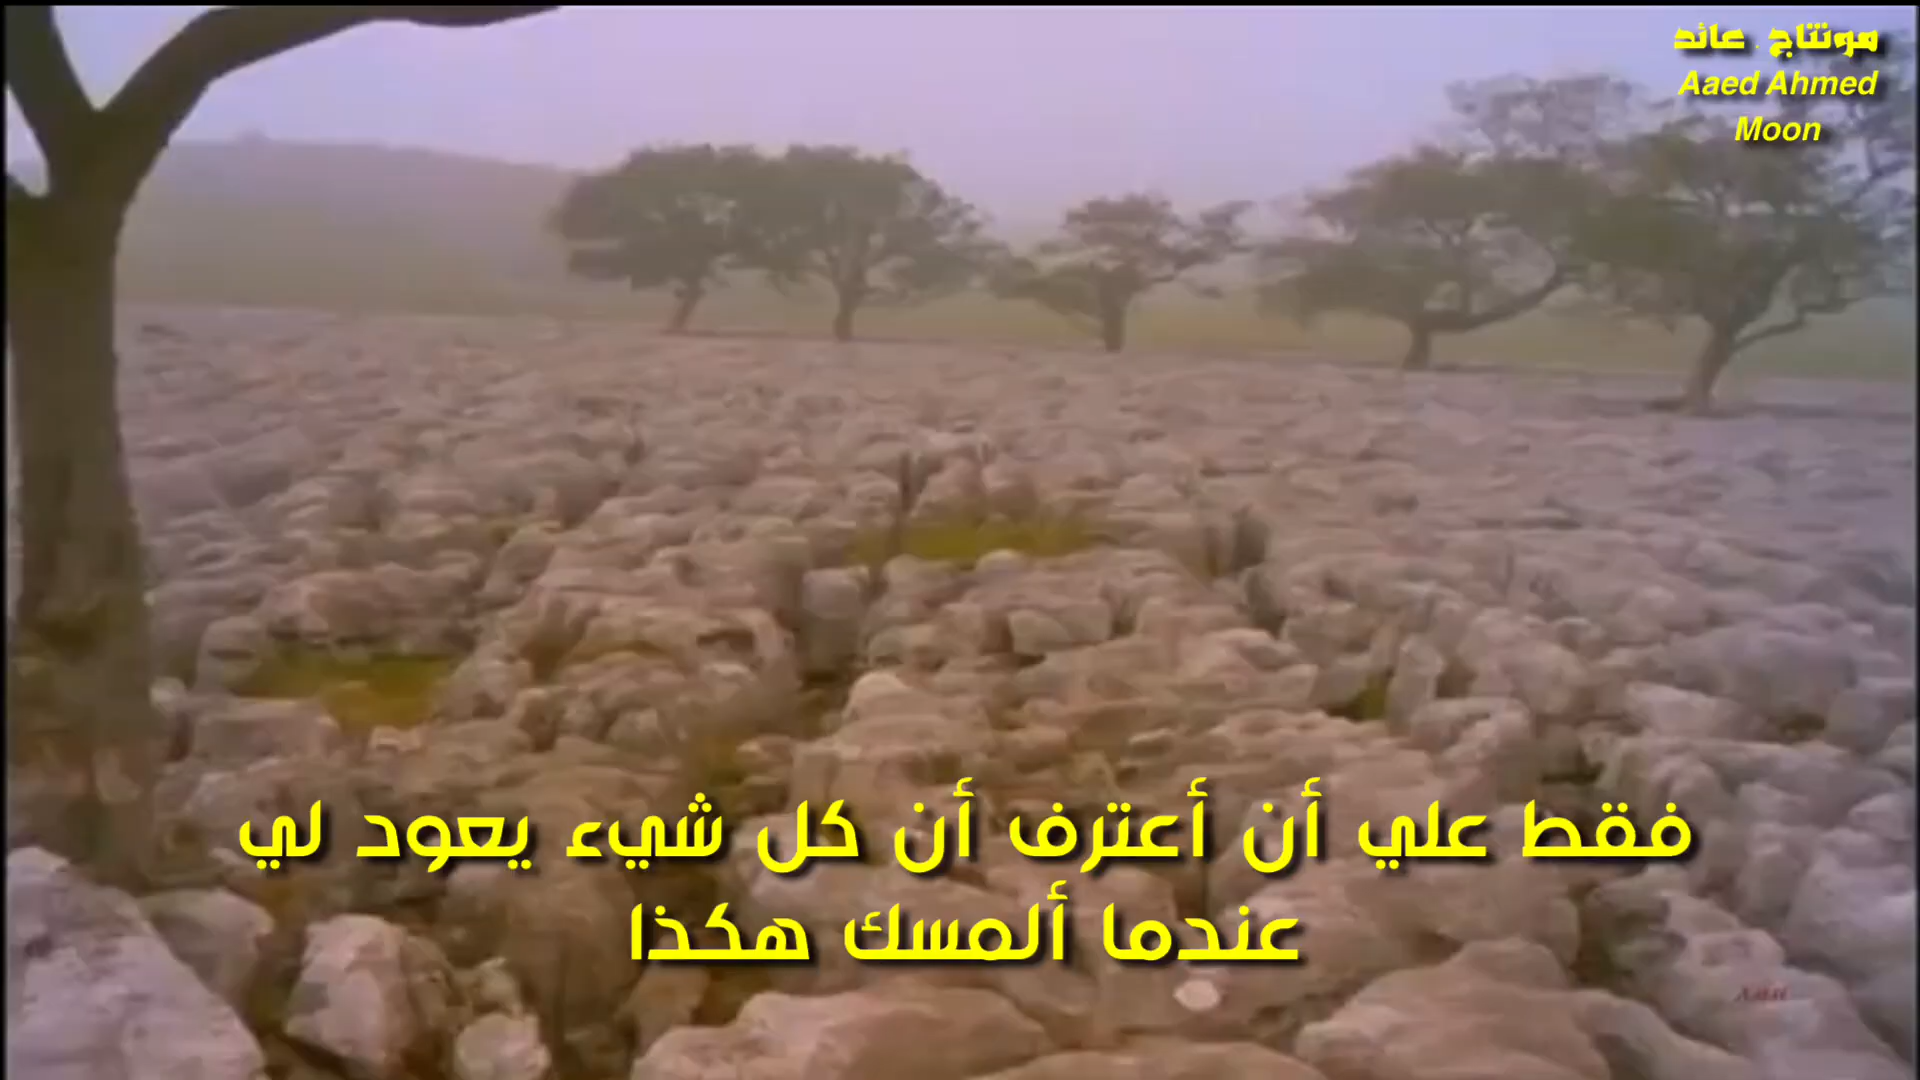 مونتاج . عائد
Aaed Ahmed
Moon
فقط علي أن أعترف أن كل شيء يعود لي
عندما ألمسك هكذا